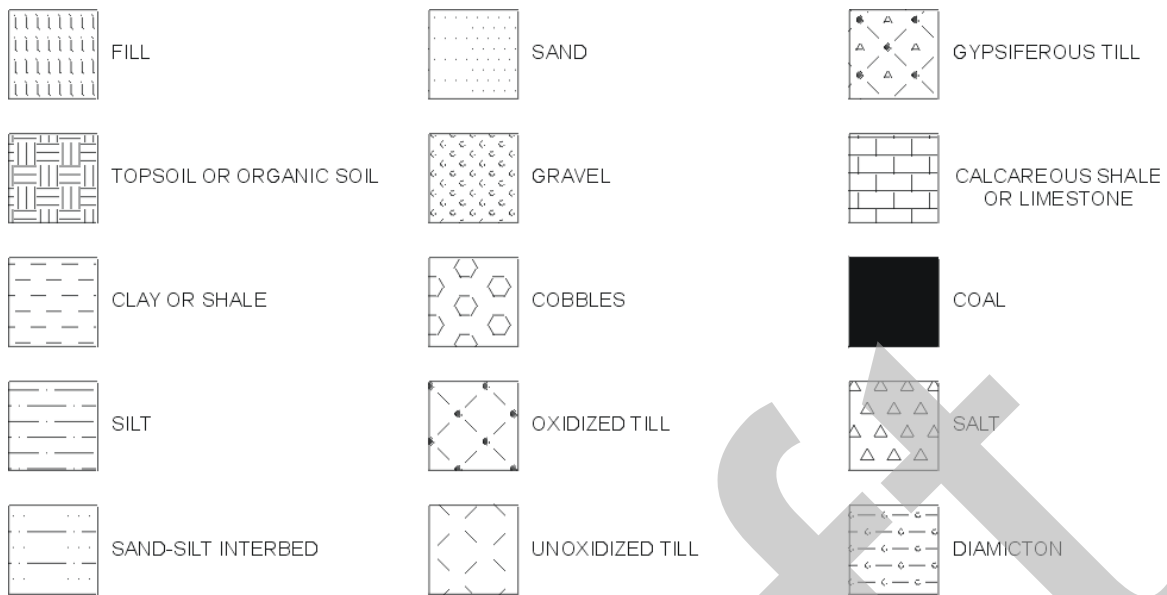 FILL
SAND
GYPSIFEROUS TILL
TOPSOIL OR ORGANIC SOIL
GRAVEL
CALCAREOUS SHALE
OR LIMESTONE
CLAY OR SHALE
COBBLES
COAL
SILT
OXIDIZED TILL
SALT
SAND-SILT INTERBED
UNOXIDIZED TILL
DIAMICTON
ft